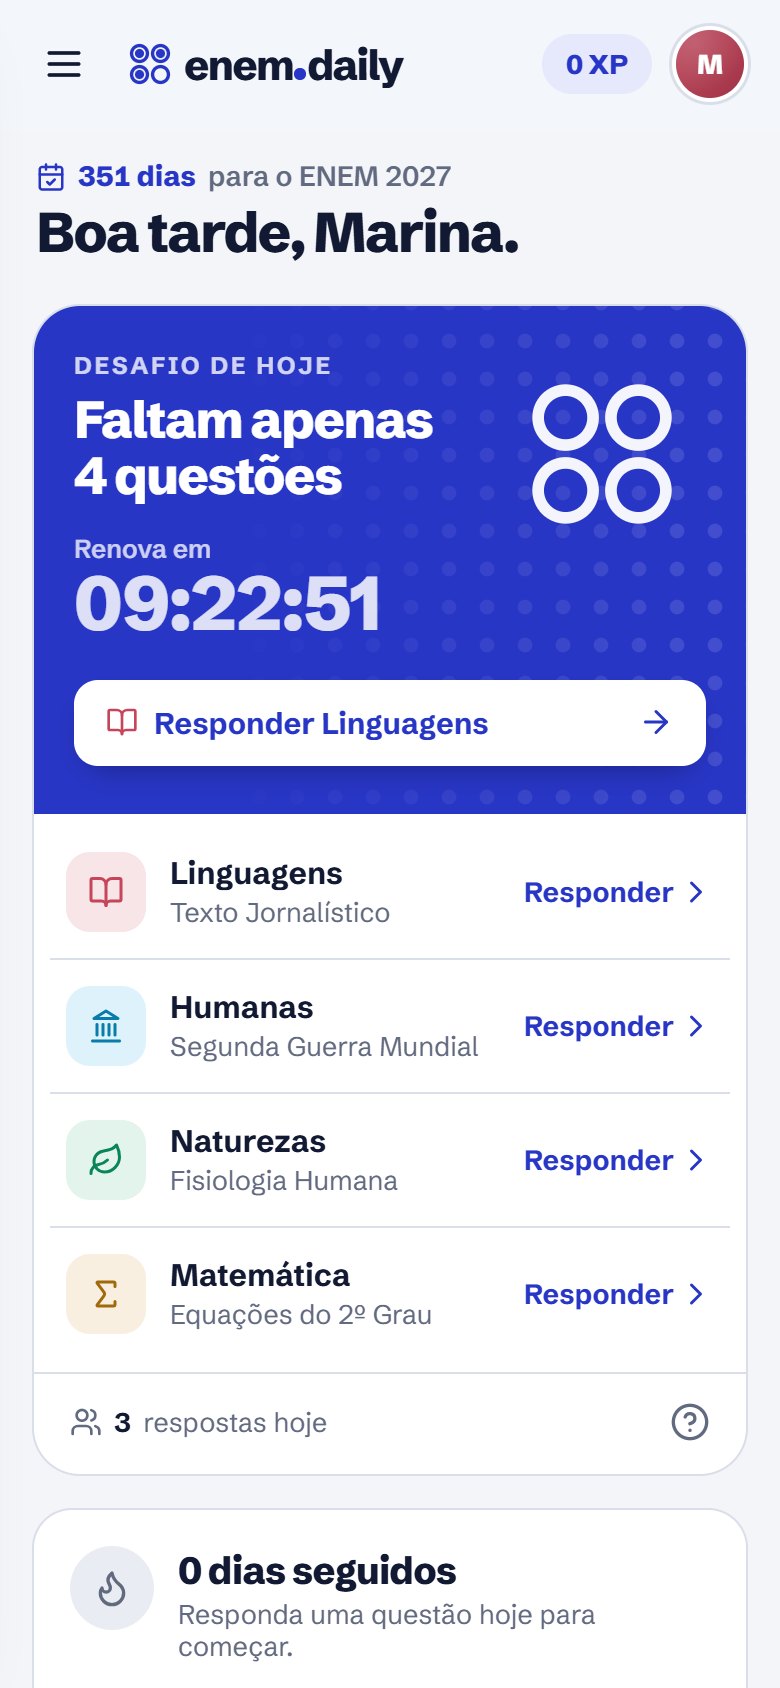 enem.daily
0 XP
M
351 dias para o ENEM 2027
Boa tarde, Marina.
DESAFIO DE HOJE
Faltam apenas
4 questões
Renova em
09:22:51
Responder Linguagens
Linguagens
Texto Jornalístico
Responder
Humanas
Segunda Guerra Mundial
Responder
Naturezas
Fisiologia Humana
Responder
Matemática
Equações do 2º Grau
Responder
3 respostas hoje
0 dias seguidos
Responda uma questão hoje para
começar.